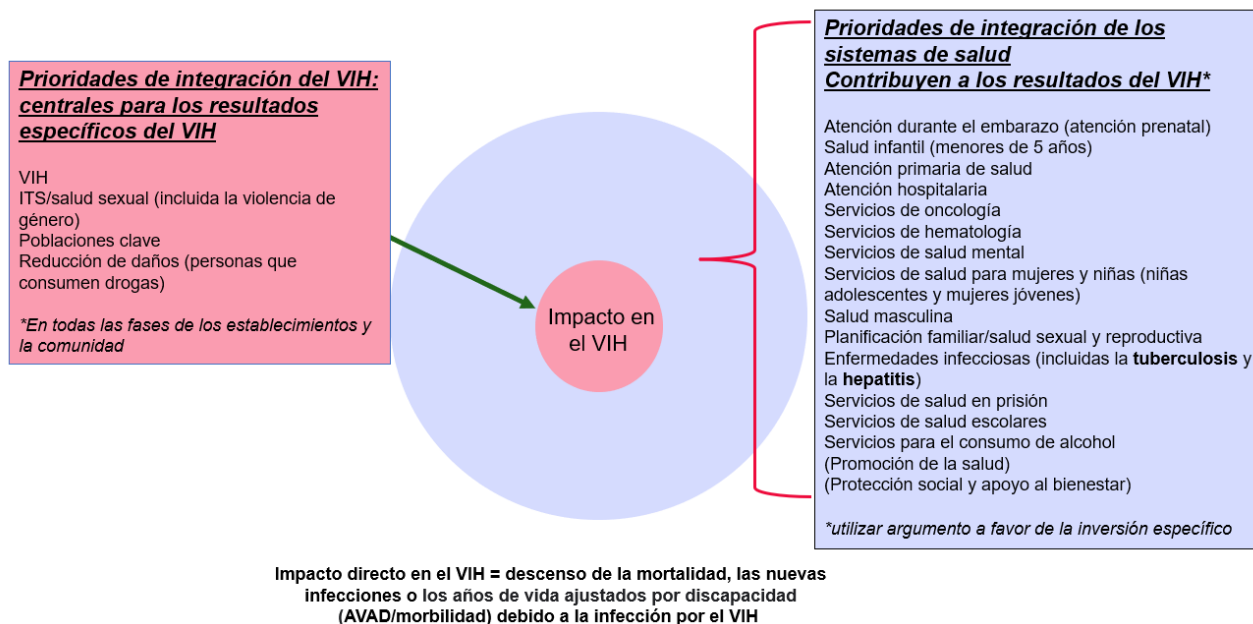 Prioridades de integración del VIH:
centrales para los resultados
específicos del VIH
VIH
ITS/salud sexual (incluida la violencia de
género)
Poblaciones clave
Reducción de daños (personas que
consumen drogas)
*En todas las fases de los establecimientos y
la comunidad
Impacto en
el VIH
Prioridades de integración de los
sistemas de salud
Contribuyen a los resultados del VIH*
Atención durante el embarazo (atención prenatal)
Salud infantil (menores de 5 años)
Atención primaria de salud
Atención hospitalaria
Servicios de oncología
Servicios de hematología
Servicios de salud mental
Servicios de salud para mujeres y niñas (niñas
adolescentes y mujeres jóvenes)
Salud masculina
Planificación familiar/salud sexual y reproductiva
Enfermedades infecciosas (incluidas la tuberculosis y
la hepatitis)
Servicios de salud en prisión
Servicios de salud escolares
Servicios para el consumo de alcohol
(Promoción de la salud)
(Protección social y apoyo al bienestar)
*utilizar argumento a favor de la inversión específico
Impacto directo en el VIH = descenso de la mortalidad, las nuevas
infecciones o los años de vida ajustados por discapacidad
(AVAD/morbilidad) debido a la infección por el VIH